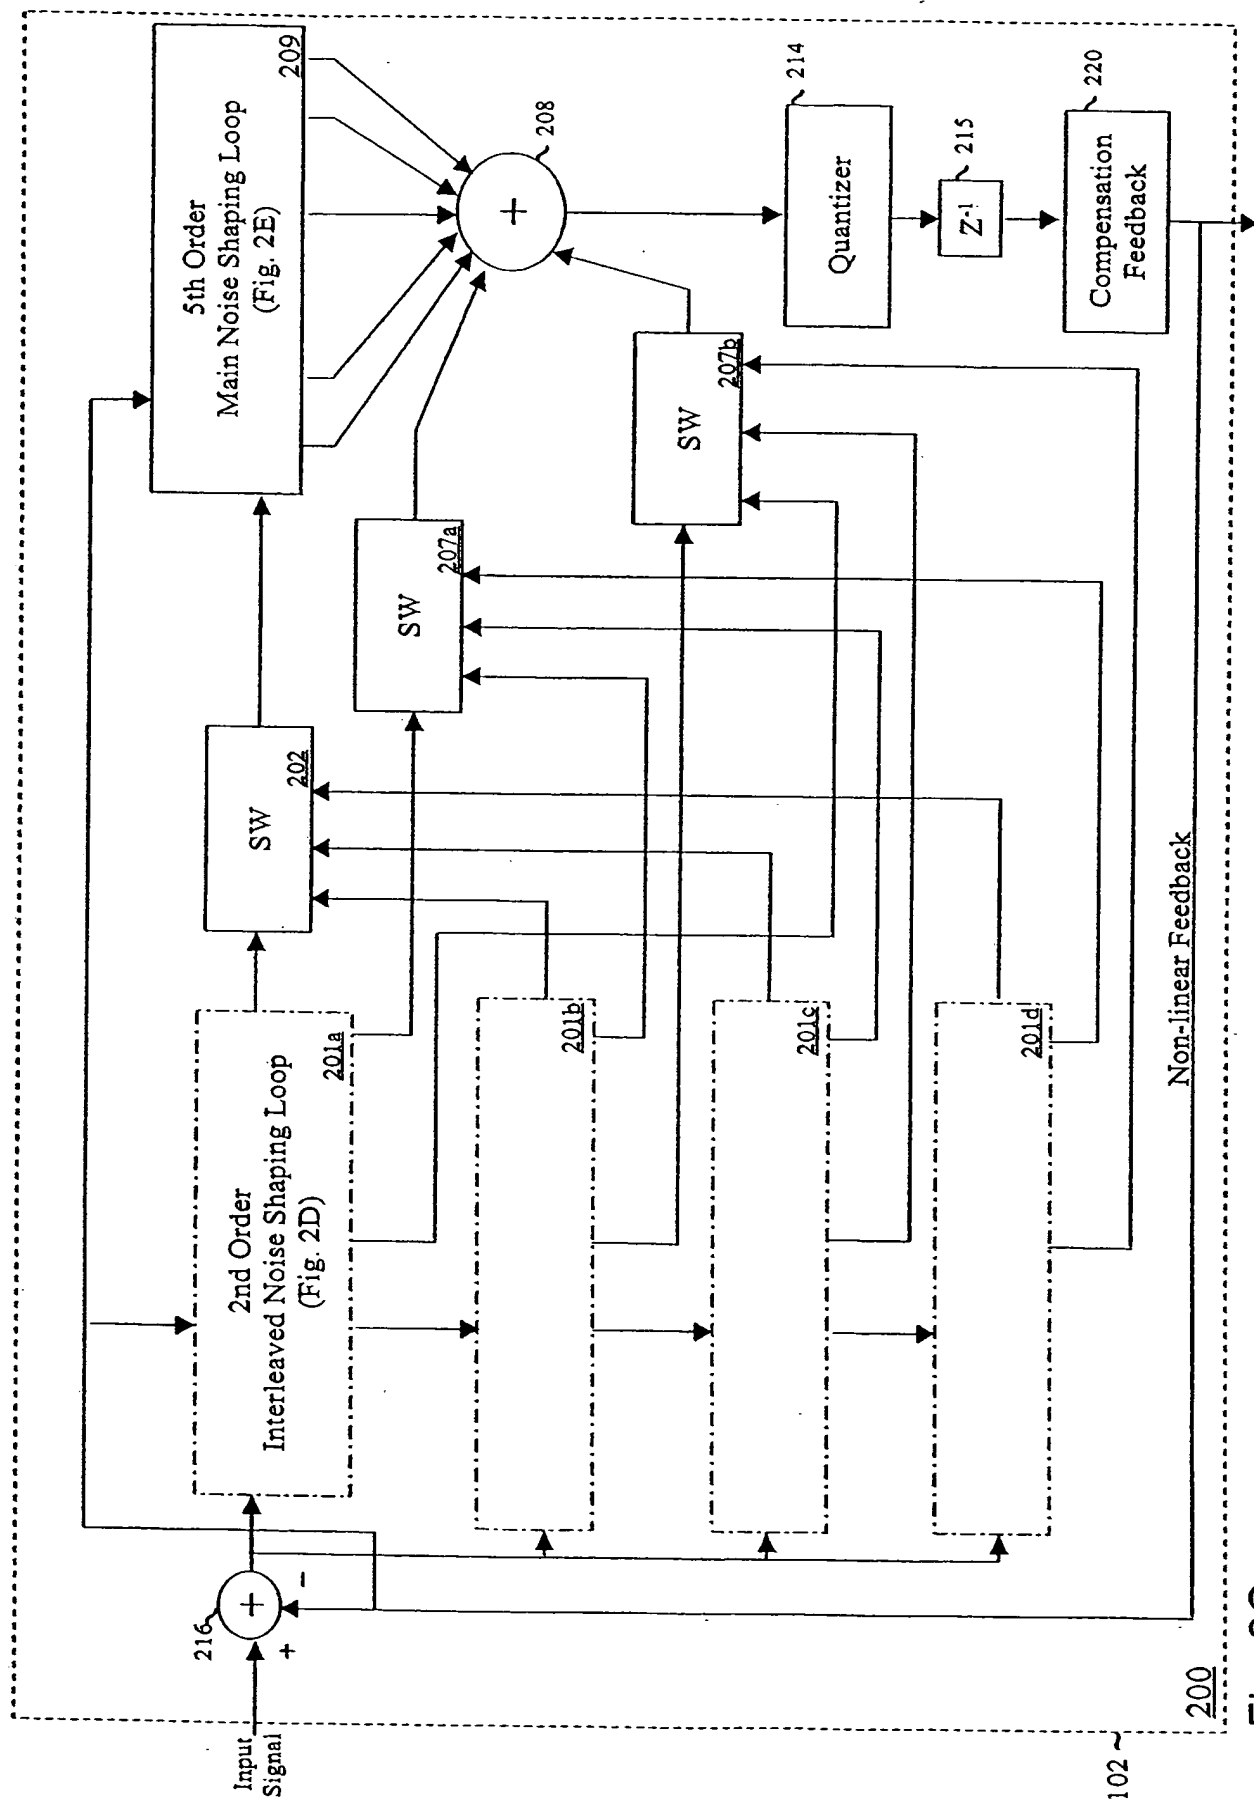 5th Order
Main Noise Shaping Loop
(Fig. 2E)
209
208
214
Quantizer
215
Z-1
220
Compensation
Feedback
SW
202
SW
207a
SW
207b
2nd Order
Interleaved Noise Shaping Loop
(Fig. 2D)
201a
201b
201c
201d
Non-linear Feedback
+
+
216
+
−
Input
Signal
200
102